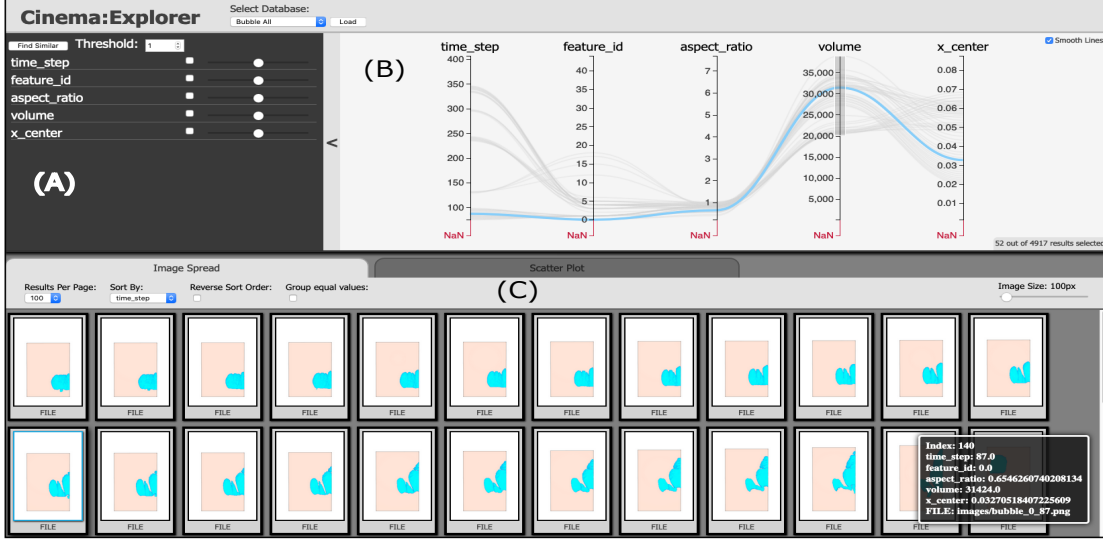 Cinema:Explorer
Select Database:
Bubble All
Load
Find Similar
Threshold:
1
time_step
feature_id
aspect_ratio
volume
x_center
(A)
<
(B)
Smooth Lines
time_step
feature_id
aspect_ratio
volume
x_center
400
350
300
250
200
150
100
NaN
40
35
30
25
20
15
10
5
0
NaN
7
6
5
4
3
2
1
NaN
35,000
30,000
25,000
20,000
15,000
10,000
5,000
NaN
0.08
0.07
0.06
0.05
0.04
0.03
0.02
0.01
NaN
52 out of 4917 results selected
Image Spread
Scatter Plot
Results Per Page:
100
Sort By:
time_step
Reverse Sort Order:
Group equal values:
(C)
Image Size: 100px
FILE FILE FILE FILE FILE FILE FILE FILE FILE FILE FILE FILE
FILE FILE FILE FILE FILE FILE FILE FILE FILE FILE FILE FILE
Index: 140
time_step: 87.0
feature_id: 0.0
aspect_ratio: 0.6546260740208134
volume: 31424.0
x_center: 0.03270518407225609
FILE: images/bubble_0_87.png